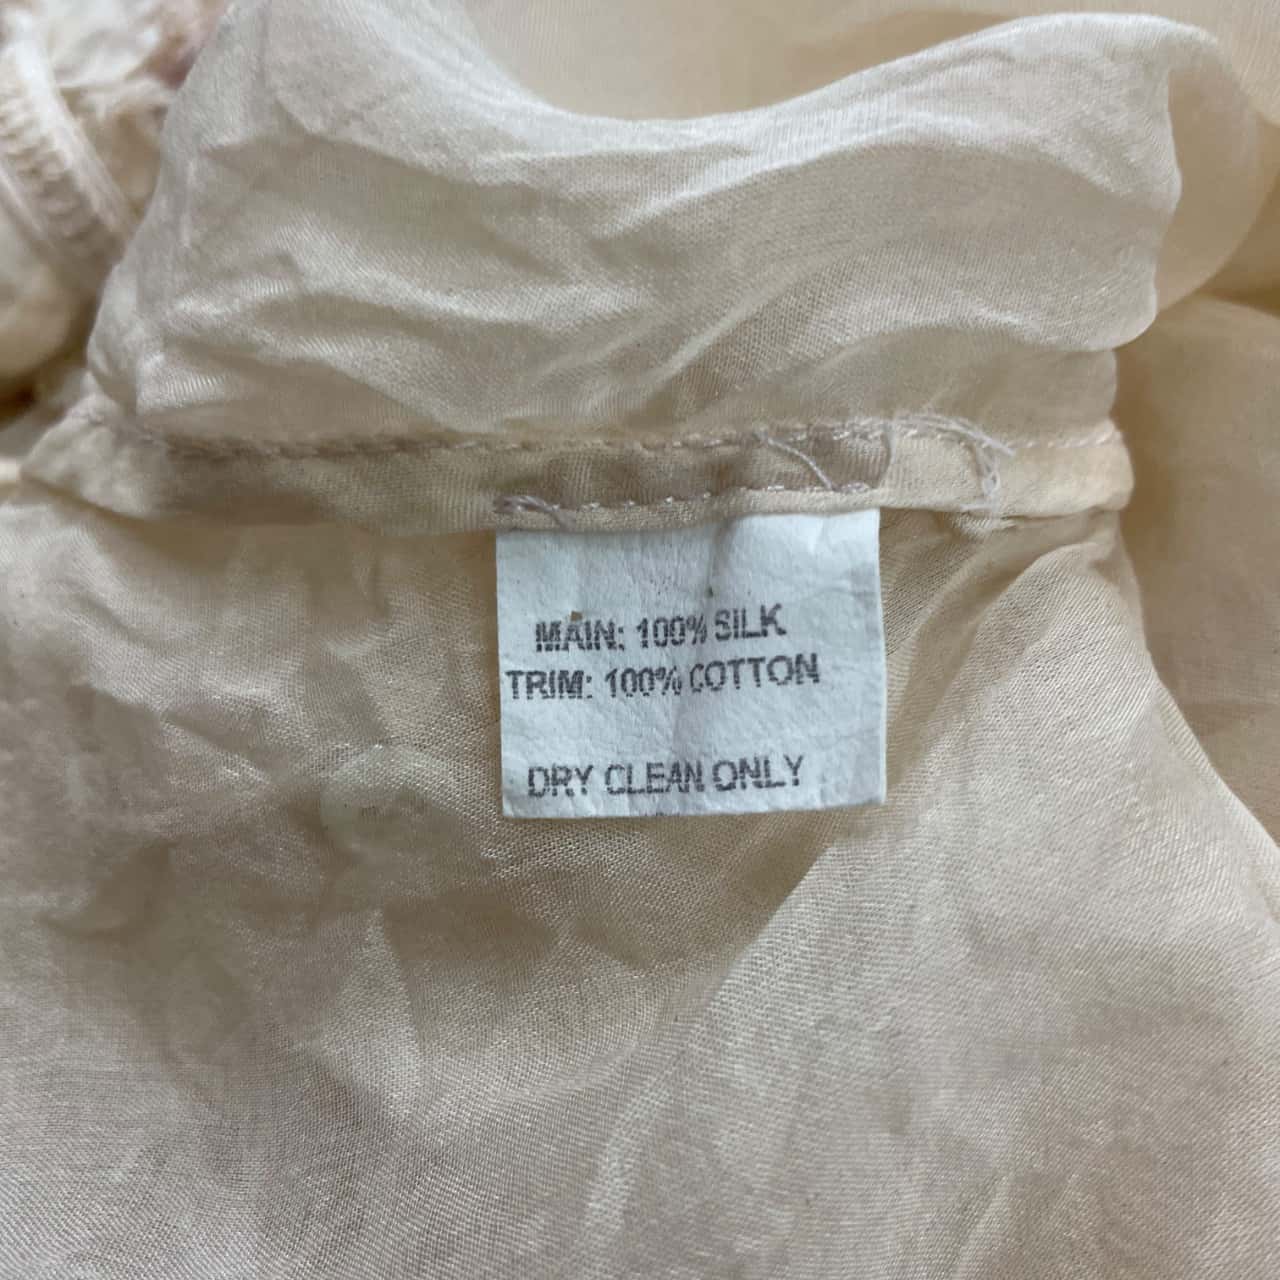 MAIN: 100% SILK
TRIM: 100% COTTON
DRY CLEAN ONLY